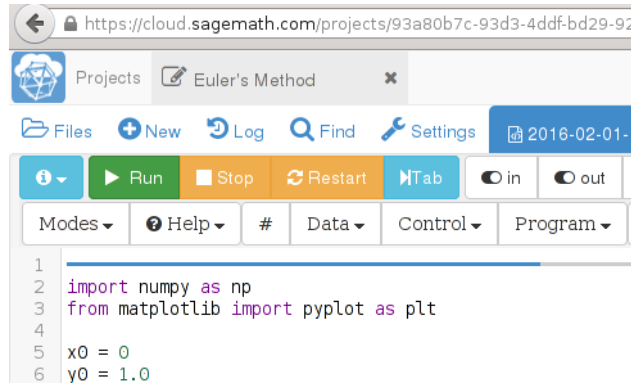 https://cloud.sagemath.com/projects/93a80b7c-93d3-4ddf-bd29-92
Projects Euler's Method
Files New Log Find Settings 2016-02-01-
Run Stop Restart Tab in out
Modes Help # Data Control Program
1
2 import numpy as np
3 from matplotlib import pyplot as plt
4
5 x0 = 0
6 y0 = 1.0